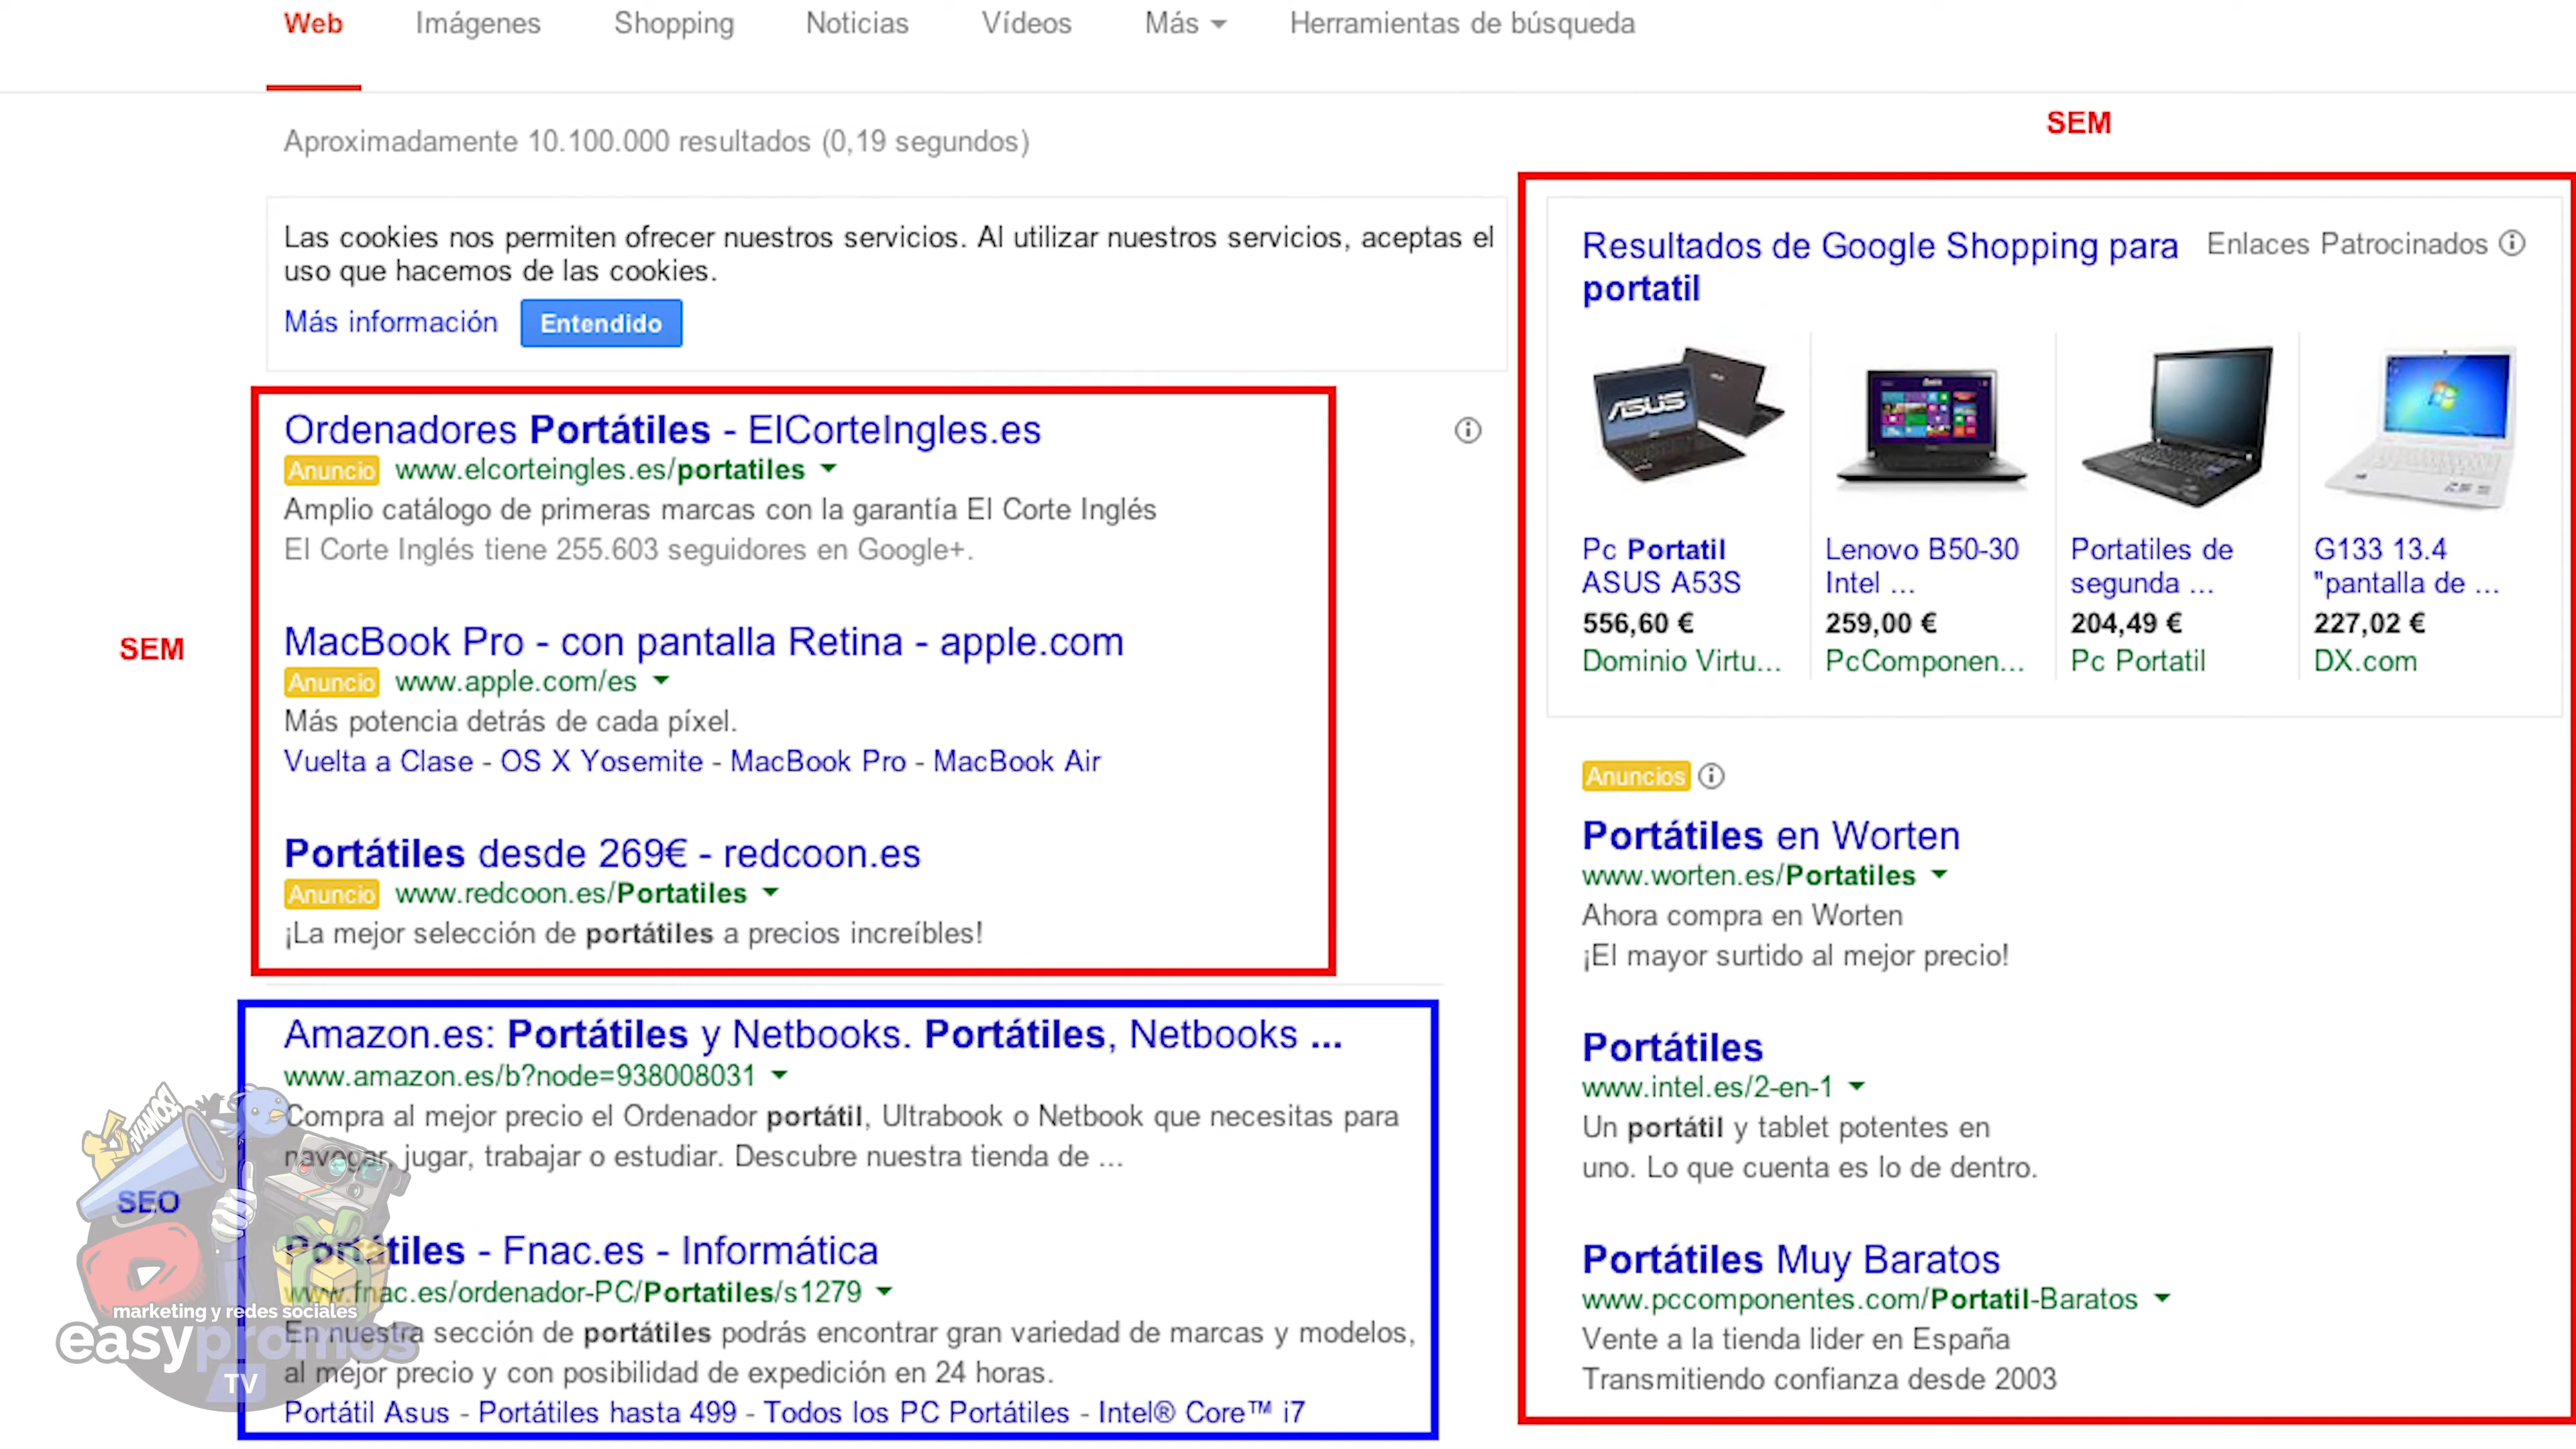 Web Imágenes Shopping Noticias Vídeos Más Herramientas de búsqueda
Aproximadamente 10.100.000 resultados (0,19 segundos)
Las cookies nos permiten ofrecer nuestros servicios. Al utilizar nuestros servicios, aceptas el
uso que hacemos de las cookies.
Más información Entendido
SEM
Ordenadores Portátiles - ElCorteIngles.es
Anuncio www.elcorteingles.es/portatiles
Amplio catálogo de primeras marcas con la garantía El Corte Inglés
El Corte Inglés tiene 255.603 seguidores en Google+.
MacBook Pro - con pantalla Retina - apple.com
Anuncio www.apple.com/es
Más potencia detrás de cada píxel.
Vuelta a Clase - OS X Yosemite - MacBook Pro - MacBook Air
Portátiles desde 269€ - redcoon.es
Anuncio www.redcoon.es/Portatiles
¡La mejor selección de portátiles a precios increíbles!
SEO
Amazon.es: Portátiles y Netbooks. Portátiles, Netbooks ...
www.amazon.es/b?node=938008031
Compra al mejor precio el Ordenador portátil, Ultrabook o Netbook que necesitas para
navegar, jugar, trabajar o estudiar. Descubre nuestra tienda de ...
Portátiles - Fnac.es - Informática
www.fnac.es/ordenador-PC/Portatiles/s1279
En nuestra sección de portátiles podrás encontrar gran variedad de marcas y modelos,
al mejor precio y con posibilidad de expedición en 24 horas.
Portátil Asus - Portátiles hasta 499 - Todos los PC Portátiles - Intel® Core™ i7
¡VAMOS!
marketing y redes sociales
easypromos
TV
SEM
Resultados de Google Shopping para Enlaces Patrocinados
portatil
ASUS
Pc Portatil
ASUS A53S
556,60 €
Dominio Virtu...
Lenovo B50-30
Intel ...
259,00 €
PcComponen...
Portatiles de
segunda ...
204,49 €
Pc Portatil
G133 13.4
"pantalla de ...
227,02 €
DX.com
Anuncios
Portátiles en Worten
www.worten.es/Portatiles
Ahora compra en Worten
¡El mayor surtido al mejor precio!
Portátiles
www.intel.es/2-en-1
Un portátil y tablet potentes en
uno. Lo que cuenta es lo de dentro.
Portátiles Muy Baratos
www.pccomponentes.com/Portatil-Baratos
Vente a la tienda lider en España
Transmitiendo confianza desde 2003